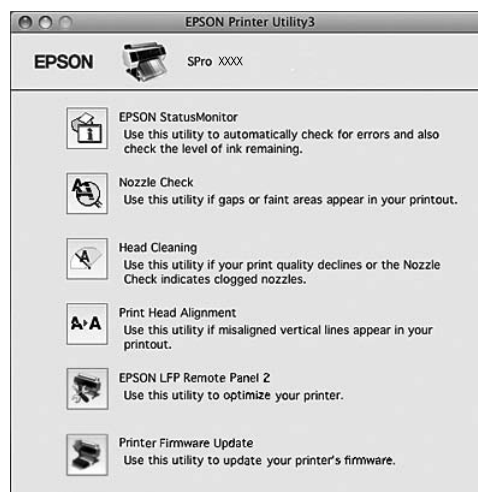 EPSON Printer Utility3
EPSON
SPro XXXX
EPSON StatusMonitor
Use this utility to automatically check for errors and also
check the level of ink remaining.
Nozzle Check
Use this utility if gaps or faint areas appear in your printout.
Head Cleaning
Use this utility if your print quality declines or the Nozzle
Check indicates clogged nozzles.
A▸A
Print Head Alignment
Use this utility if misaligned vertical lines appear in your
printout.
EPSON LFP Remote Panel 2
Use this utility to optimize your printer.
Printer Firmware Update
Use this utility to update your printer's firmware.